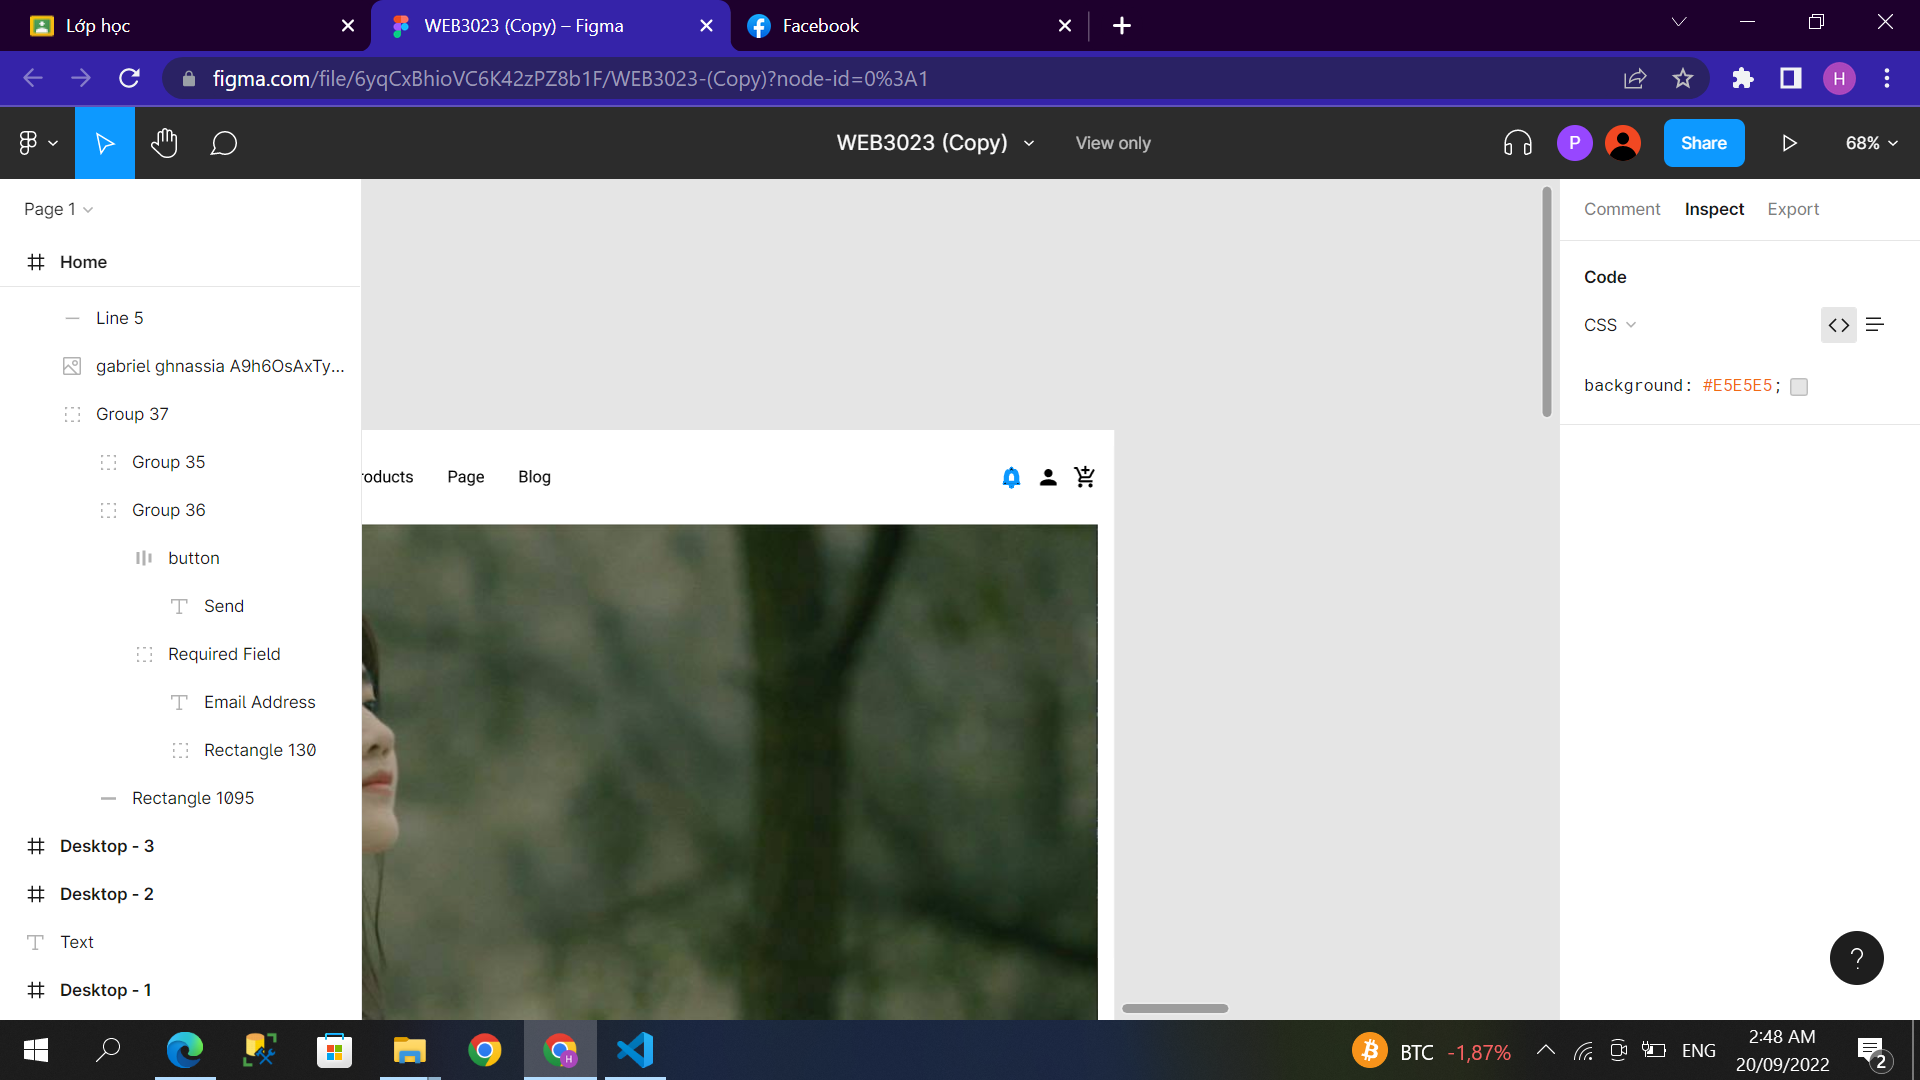 Lớp học
WEB3023 (Copy) – Figma
Facebook
figma.com/file/6yqCxBhioVC6K42zPZ8b1F/WEB3023-(Copy)?node-id=0%3A1
H
WEB3023 (Copy)
View only
P
Share
68%
Page 1
Home
Line 5
gabriel ghnassia A9h6OsAxTy...
Group 37
Group 35
Group 36
button
Send
Required Field
Email Address
Rectangle 130
Rectangle 1095
Desktop - 3
Desktop - 2
Text
Desktop - 1
roducts Page Blog
Comment Inspect Export
Code
CSS
background: #E5E5E5;
?
H
BTC -1,87%
ENG
2:48 AM
20/09/2022
2